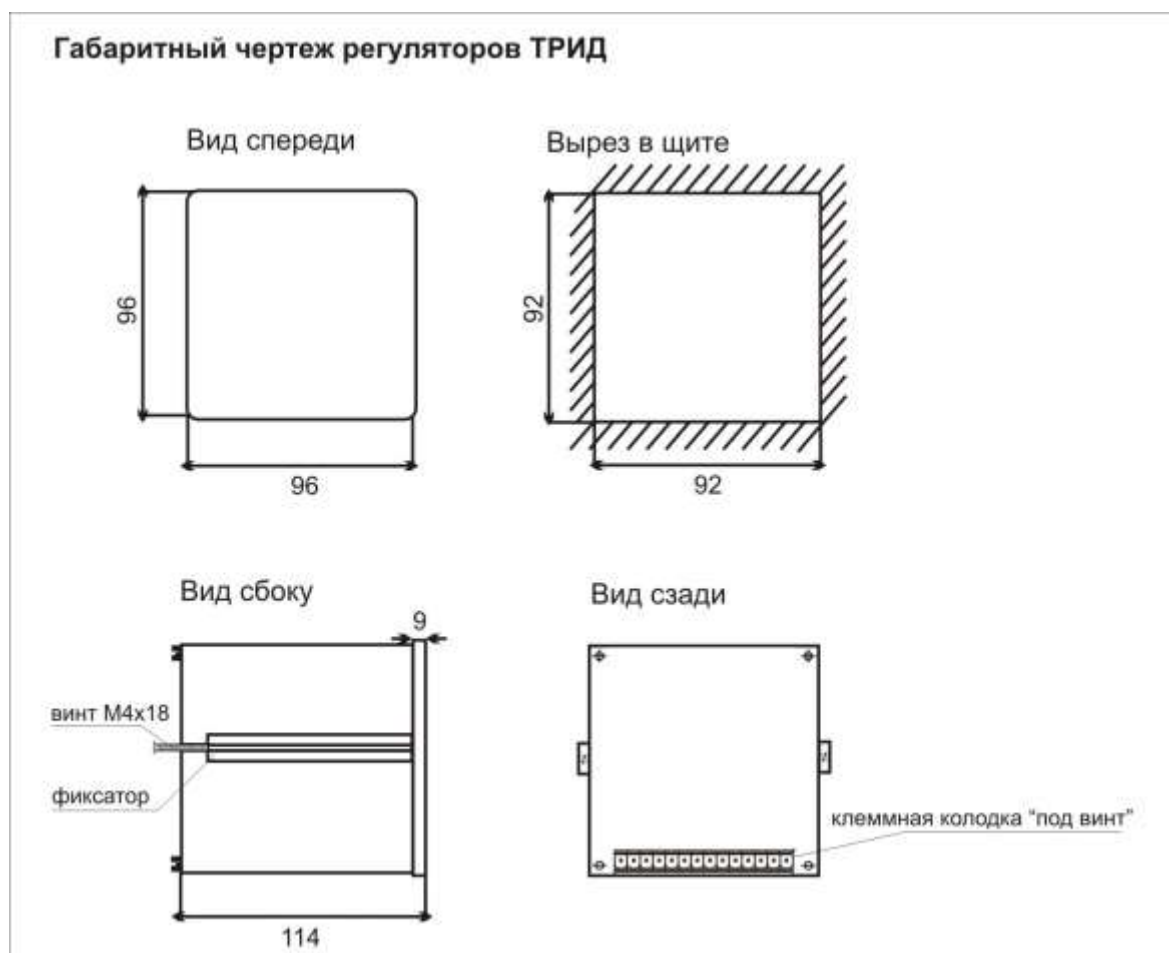 Габаритный чертеж регуляторов ТРИД
Вид спереди
Вырез в щите
96
92
96
92
Вид сбоку
Вид сзади
9
винт М4х18
фиксатор
клеммная колодка "под винт"
114